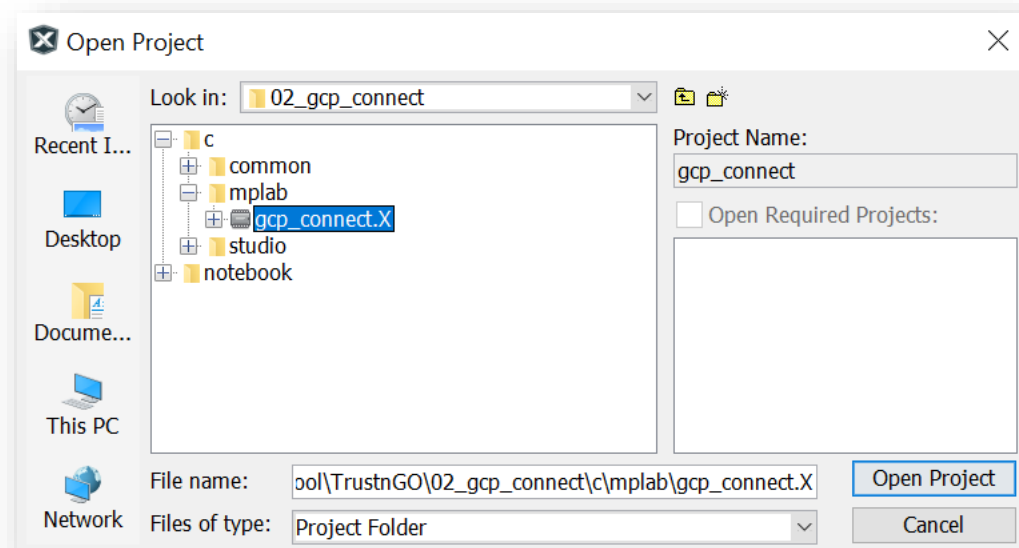 Open Project
Look in: 02_gcp_connect
Recent I...
Desktop
Docume...
This PC
Network
c
common
mplab
gcp_connect.X
studio
notebook
Project Name:
gcp_connect
Open Required Projects:
File name: ool\TrustnGO\02_gcp_connect\c\mplab\gcp_connect.X
Open Project
Files of type: Project Folder
Cancel